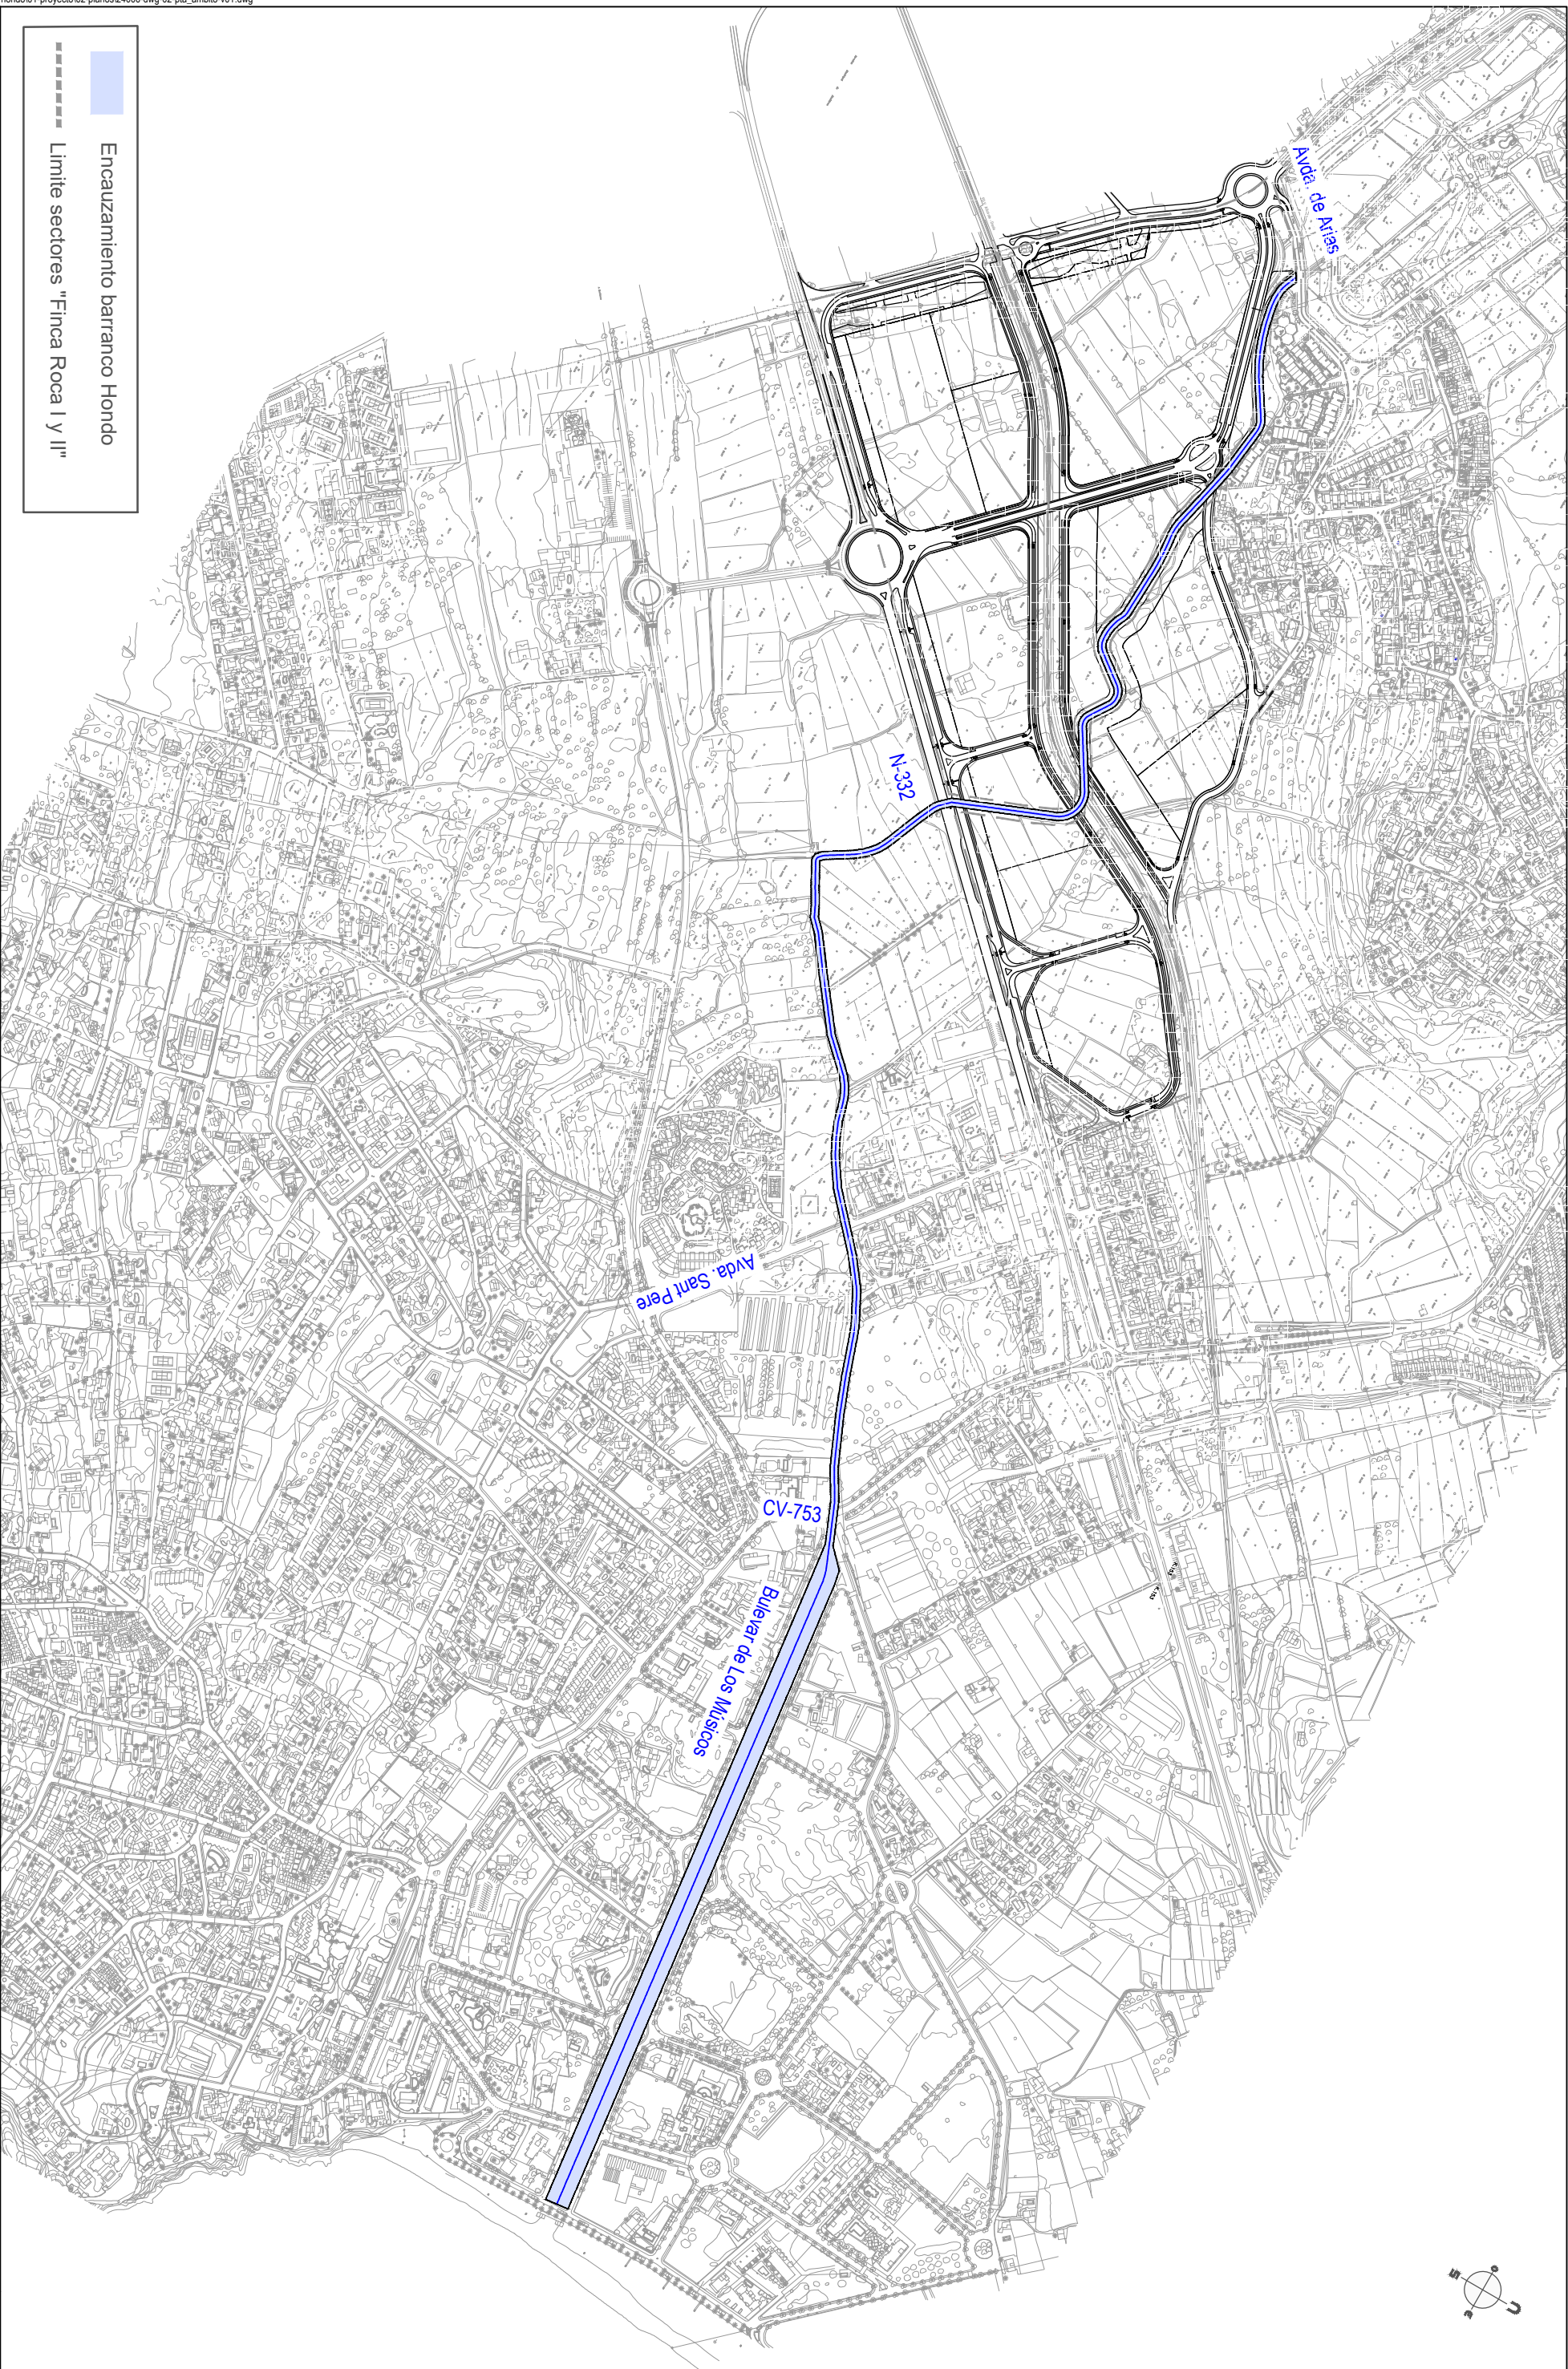 Encauzamiento barranco Hondo
Limite sectores "Finca Roca I y II"
Avda. de Arias
N-332
Avda. Sant Pere
CV-753
Bulevar de Los Músicos
n
s
e
o